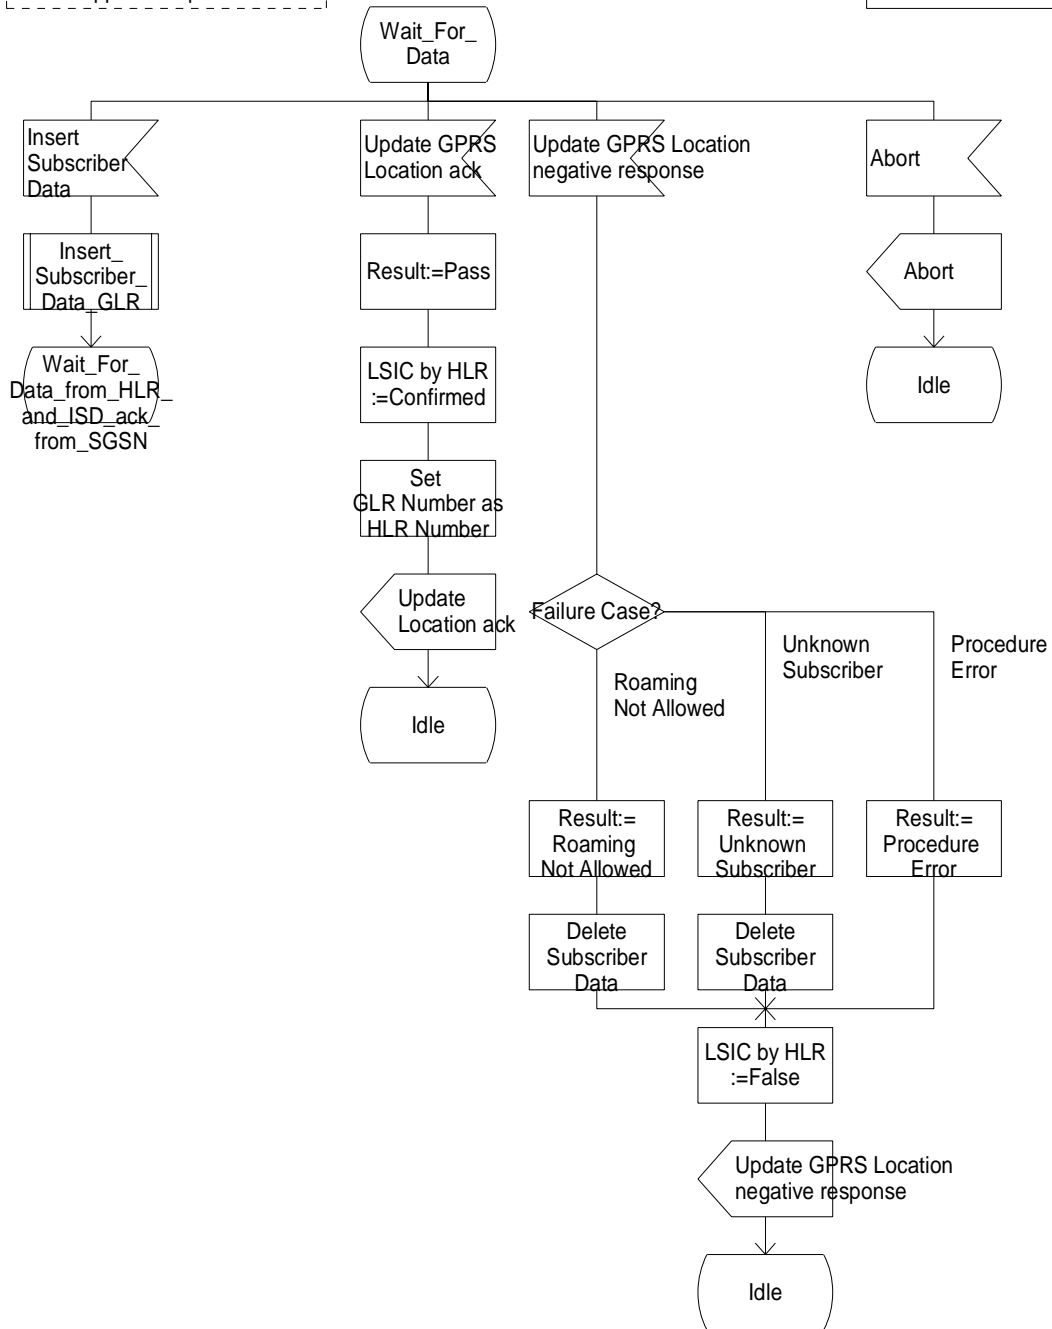 Wait_For_
Data
Insert
Subscriber
Data
Update GPRS
Location ack
Update GPRS Location
negative response
Abort
Insert_
Subscriber_
Data_GLR
Result:=Pass
Abort
Wait_For_
Data_from_HLR_
and_ISD_ack_
from_SGSN
LSIC by HLR
:=Confirmed
Idle
Set
GLR Number as
HLR Number
Update
Location ack
Failure Case?
Unknown
Subscriber
Procedure
Error
Roaming
Not Allowed
Idle
Result:=
Roaming
Not Allowed
Result:=
Unknown
Subscriber
Result:=
Procedure
Error
Delete
Subscriber
Data
Delete
Subscriber
Data
LSIC by HLR
:=False
Update GPRS Location
negative response
Idle